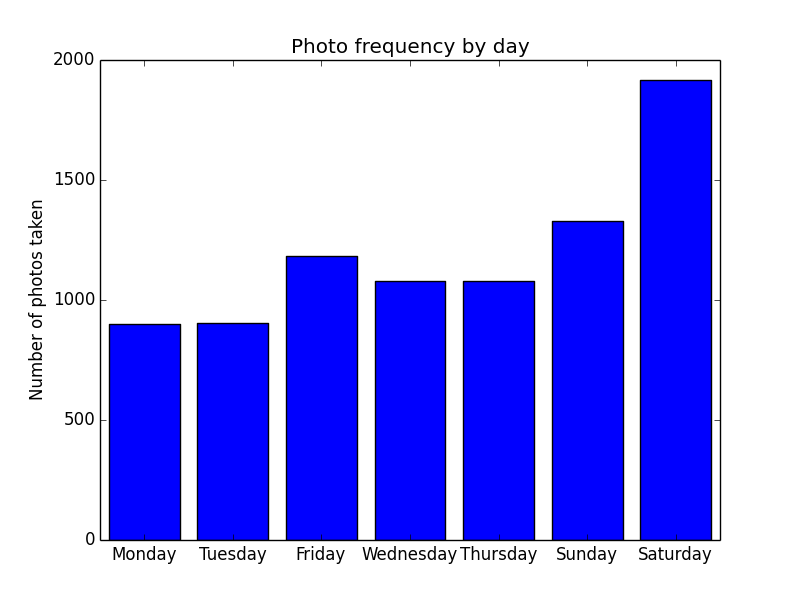 Photo frequency by day
Number of photos taken
2000
1500
1000
500
0
Monday Tuesday Friday Wednesday Thursday Sunday Saturday